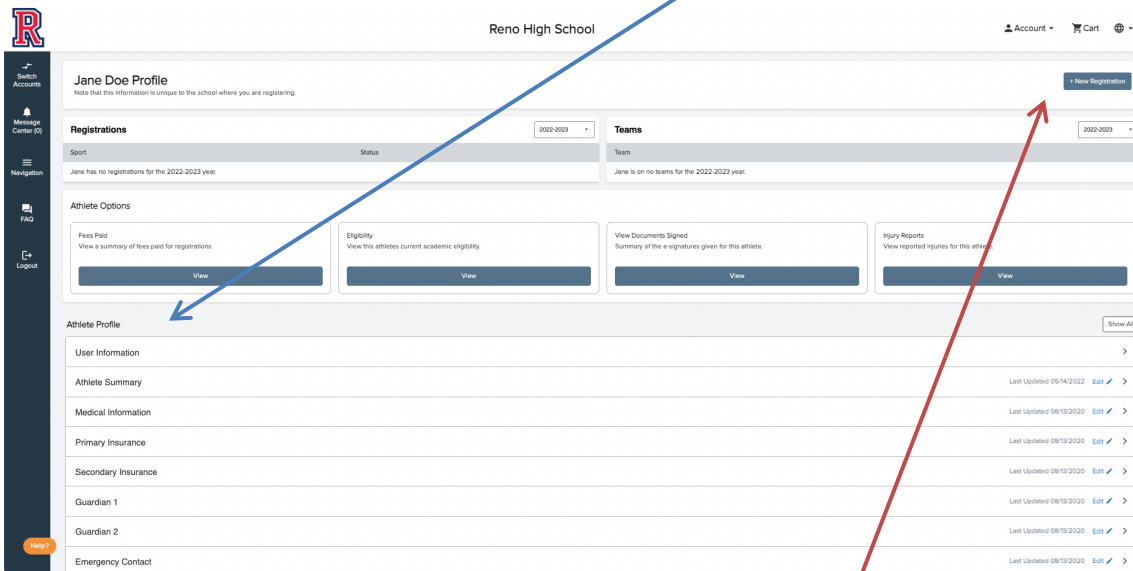 R
Reno High School
Account
Cart
Switch
Accounts
Message
Center (0)
Navigation
FAQ
Logout
Help?
Jane Doe Profile
Note that this information is unique to the school where you are registering.
+ New Registration
Registrations
2022-2023
Sport Status
Jane has no registrations for the 2022-2023 year.
Teams
2022-2023
Team
Jane is on no teams for the 2022-2023 year.
Athlete Options
Fees Paid
View a summary of fees paid for registrations
View
Eligibility
View this athletes current academic eligibility.
View
View Documents Signed
Summary of the e-signatures given for this athlete.
View
Injury Reports
View reported injuries for this athlete.
View
Athlete Profile
Show All
User Information
Athlete Summary Last Updated 05/14/2022 Edit
Medical Information Last Updated 08/13/2020 Edit
Primary Insurance Last Updated 08/13/2020 Edit
Secondary Insurance Last Updated 08/13/2020 Edit
Guardian 1 Last Updated 08/13/2020 Edit
Guardian 2 Last Updated 08/13/2020 Edit
Emergency Contact Last Updated 08/13/2020 Edit